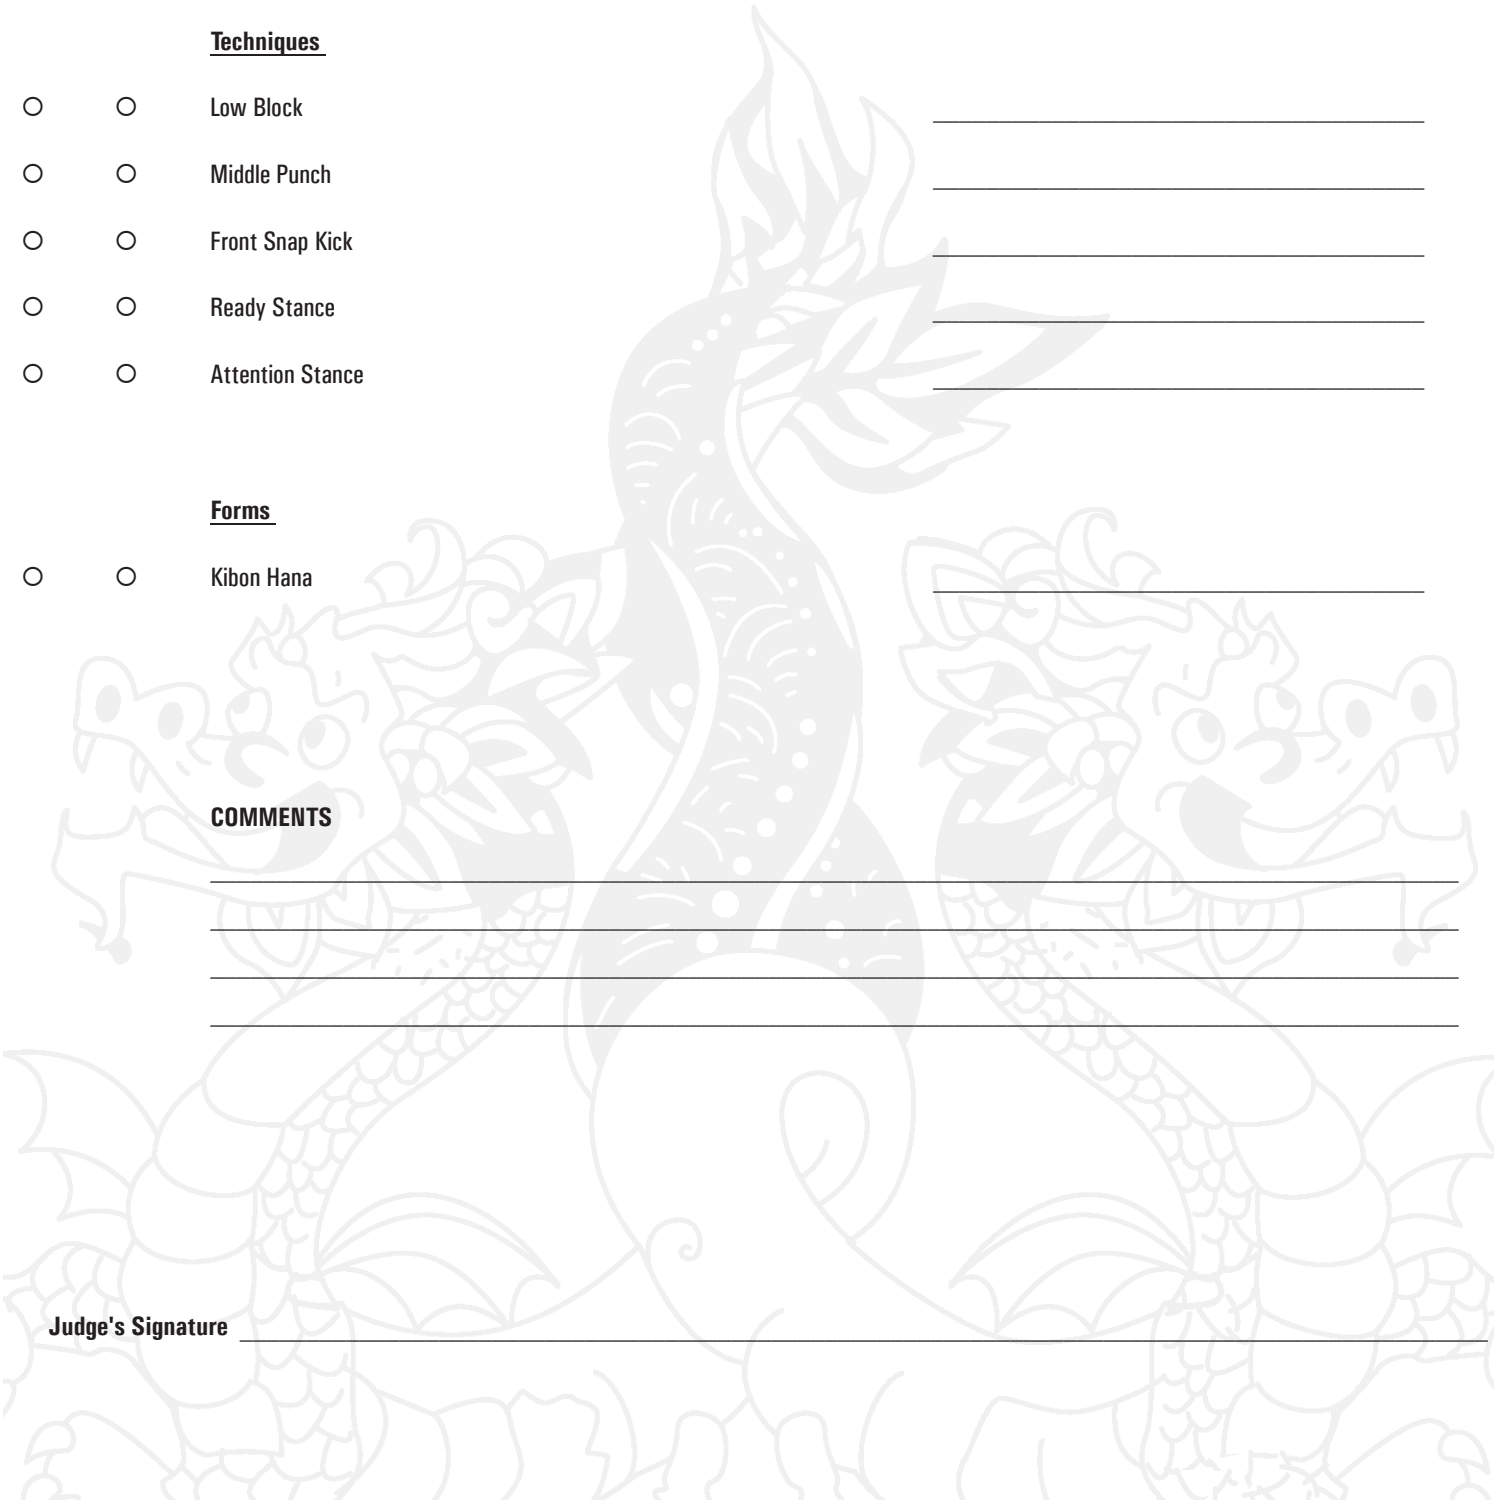 Techniques
Low Block
Middle Punch
Front Snap Kick
Ready Stance
Attention Stance
Forms
Kibon Hana
COMMENTS
Judge's Signature